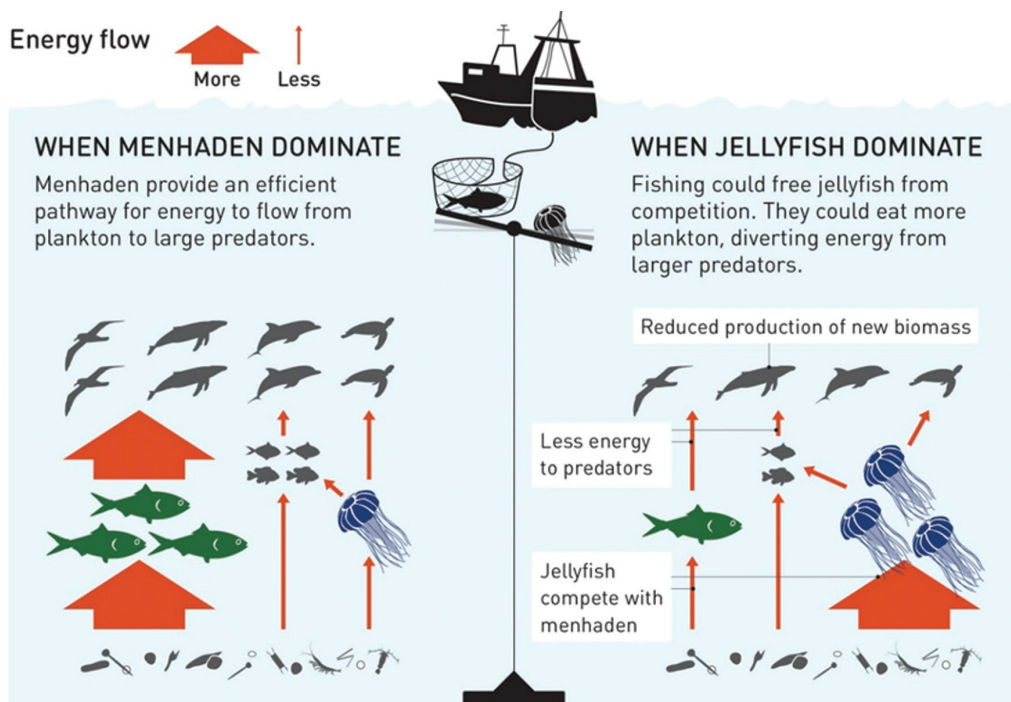 Energy flow
More
Less
WHEN MENHADEN DOMINATE
Menhaden provide an efficient
pathway for energy to flow from
plankton to large predators.
WHEN JELLYFISH DOMINATE
Fishing could free jellyfish from
competition. They could eat more
plankton, diverting energy from
larger predators.
Reduced production of new biomass
Less energy
to predators
Jellyfish
compete with
menhaden